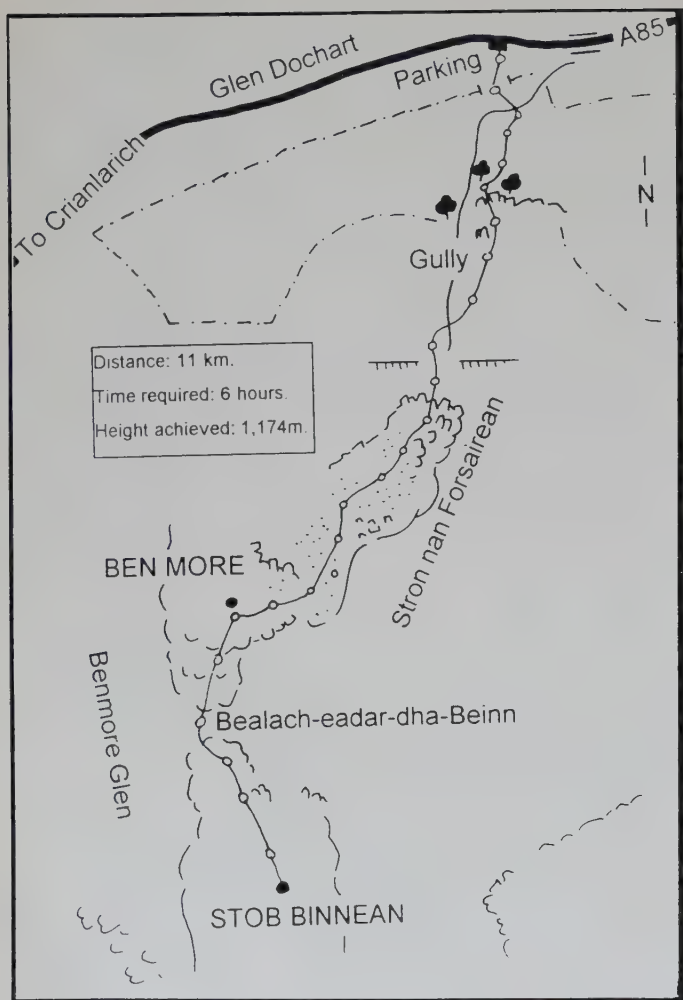 A85
Glen Dochart
Parking
To Crianlarich
N
Gully
Distance: 11 km.
Time required: 6 hours.
Height achieved: 1,174m.
Stron nan Forsairean
BEN MORE
Benmore Glen
Bealach-eadar-dha-Beinn
STOB BINNEAN